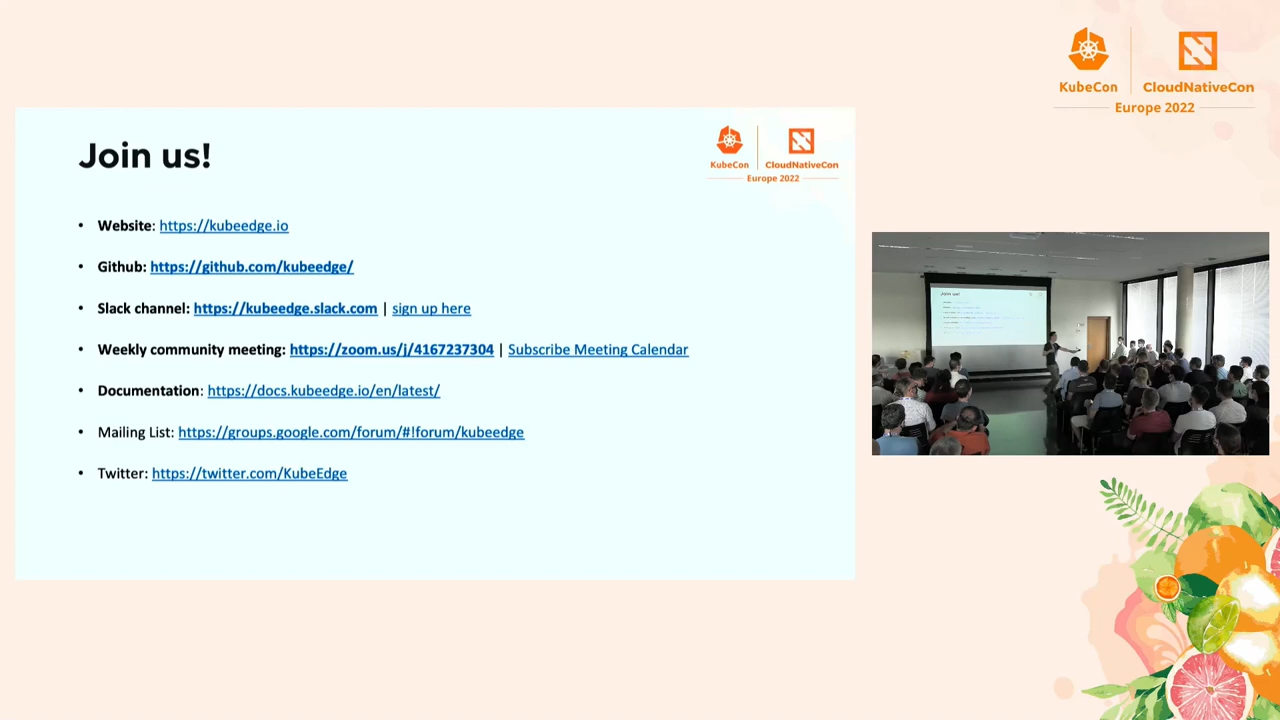 KubeCon
CloudNativeCon
Europe 2022
Join us!
KubeCon
CloudNativeCon
Europe 2022
• Website: https://kubeedge.io
• Github: https://github.com/kubeedge/
• Slack channel: https://kubeedge.slack.com | sign up here
• Weekly community meeting: https://zoom.us/j/4167237304 | Subscribe Meeting Calendar
• Documentation: https://docs.kubeedge.io/en/latest/
• Mailing List: https://groups.google.com/forum/#!forum/kubeedge
• Twitter: https://twitter.com/KubeEdge
Join us!